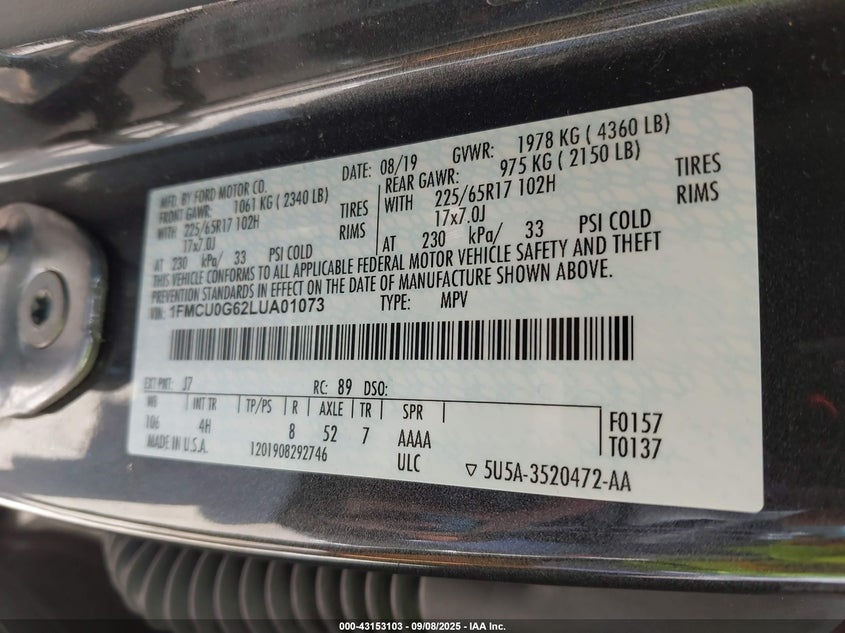 MFD. BY FORD MOTOR CO.
DATE: 08/19 GVWR: 1978 KG ( 4360 LB)
FRONT GAWR: 1061 KG ( 2340 LB) REAR GAWR: 975 KG ( 2150 LB)
WITH 225/65R17 102H TIRES WITH 225/65R17 102H TIRES
17x7.0J RIMS 17x7.0J RIMS
AT 230 kPa/ 33 PSI COLD AT 230 kPa/ 33 PSI COLD
THIS VEHICLE CONFORMS TO ALL APPLICABLE FEDERAL MOTOR VEHICLE SAFETY AND THEFT
PREVENTION STANDARDS IN EFFECT ON THE DATE OF MANUFACTURE SHOWN ABOVE.
VIN: 1FMCU0G62LUA01073 TYPE: MPV
EXT PNT: J7 RC: 89 DSO:
WB INT TR TP/PS R AXLE TR SPR
106 4H 8 52 7 AAAA
F0157
T0137
MADE IN U.S.A. 1201908292746 ULC
▽ 5U5A-3520472-AA
000-43153103 - 09/08/2025 - IAA Inc.